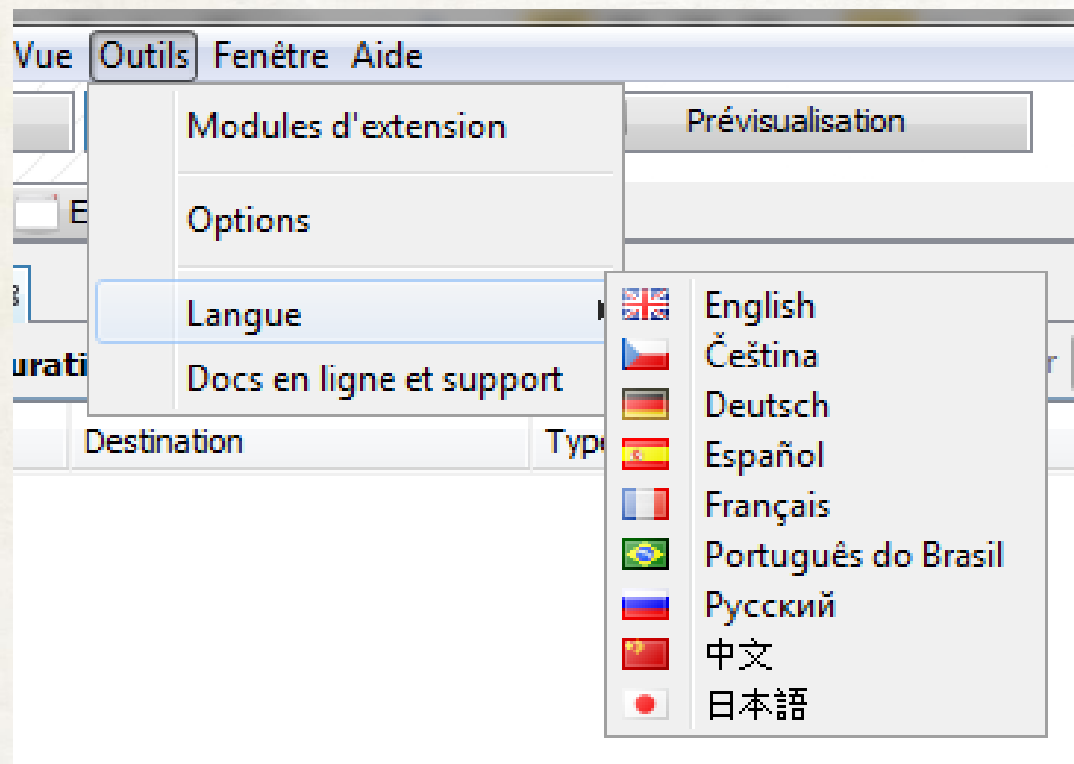 Vue Outils Fenêtre Aide
Modules d'extension
Prévisualisation
Options
Langue
Docs en ligne et support
Destination
English
Čeština
Deutsch
Español
Français
Português do Brasil
Русский
中文
日本語